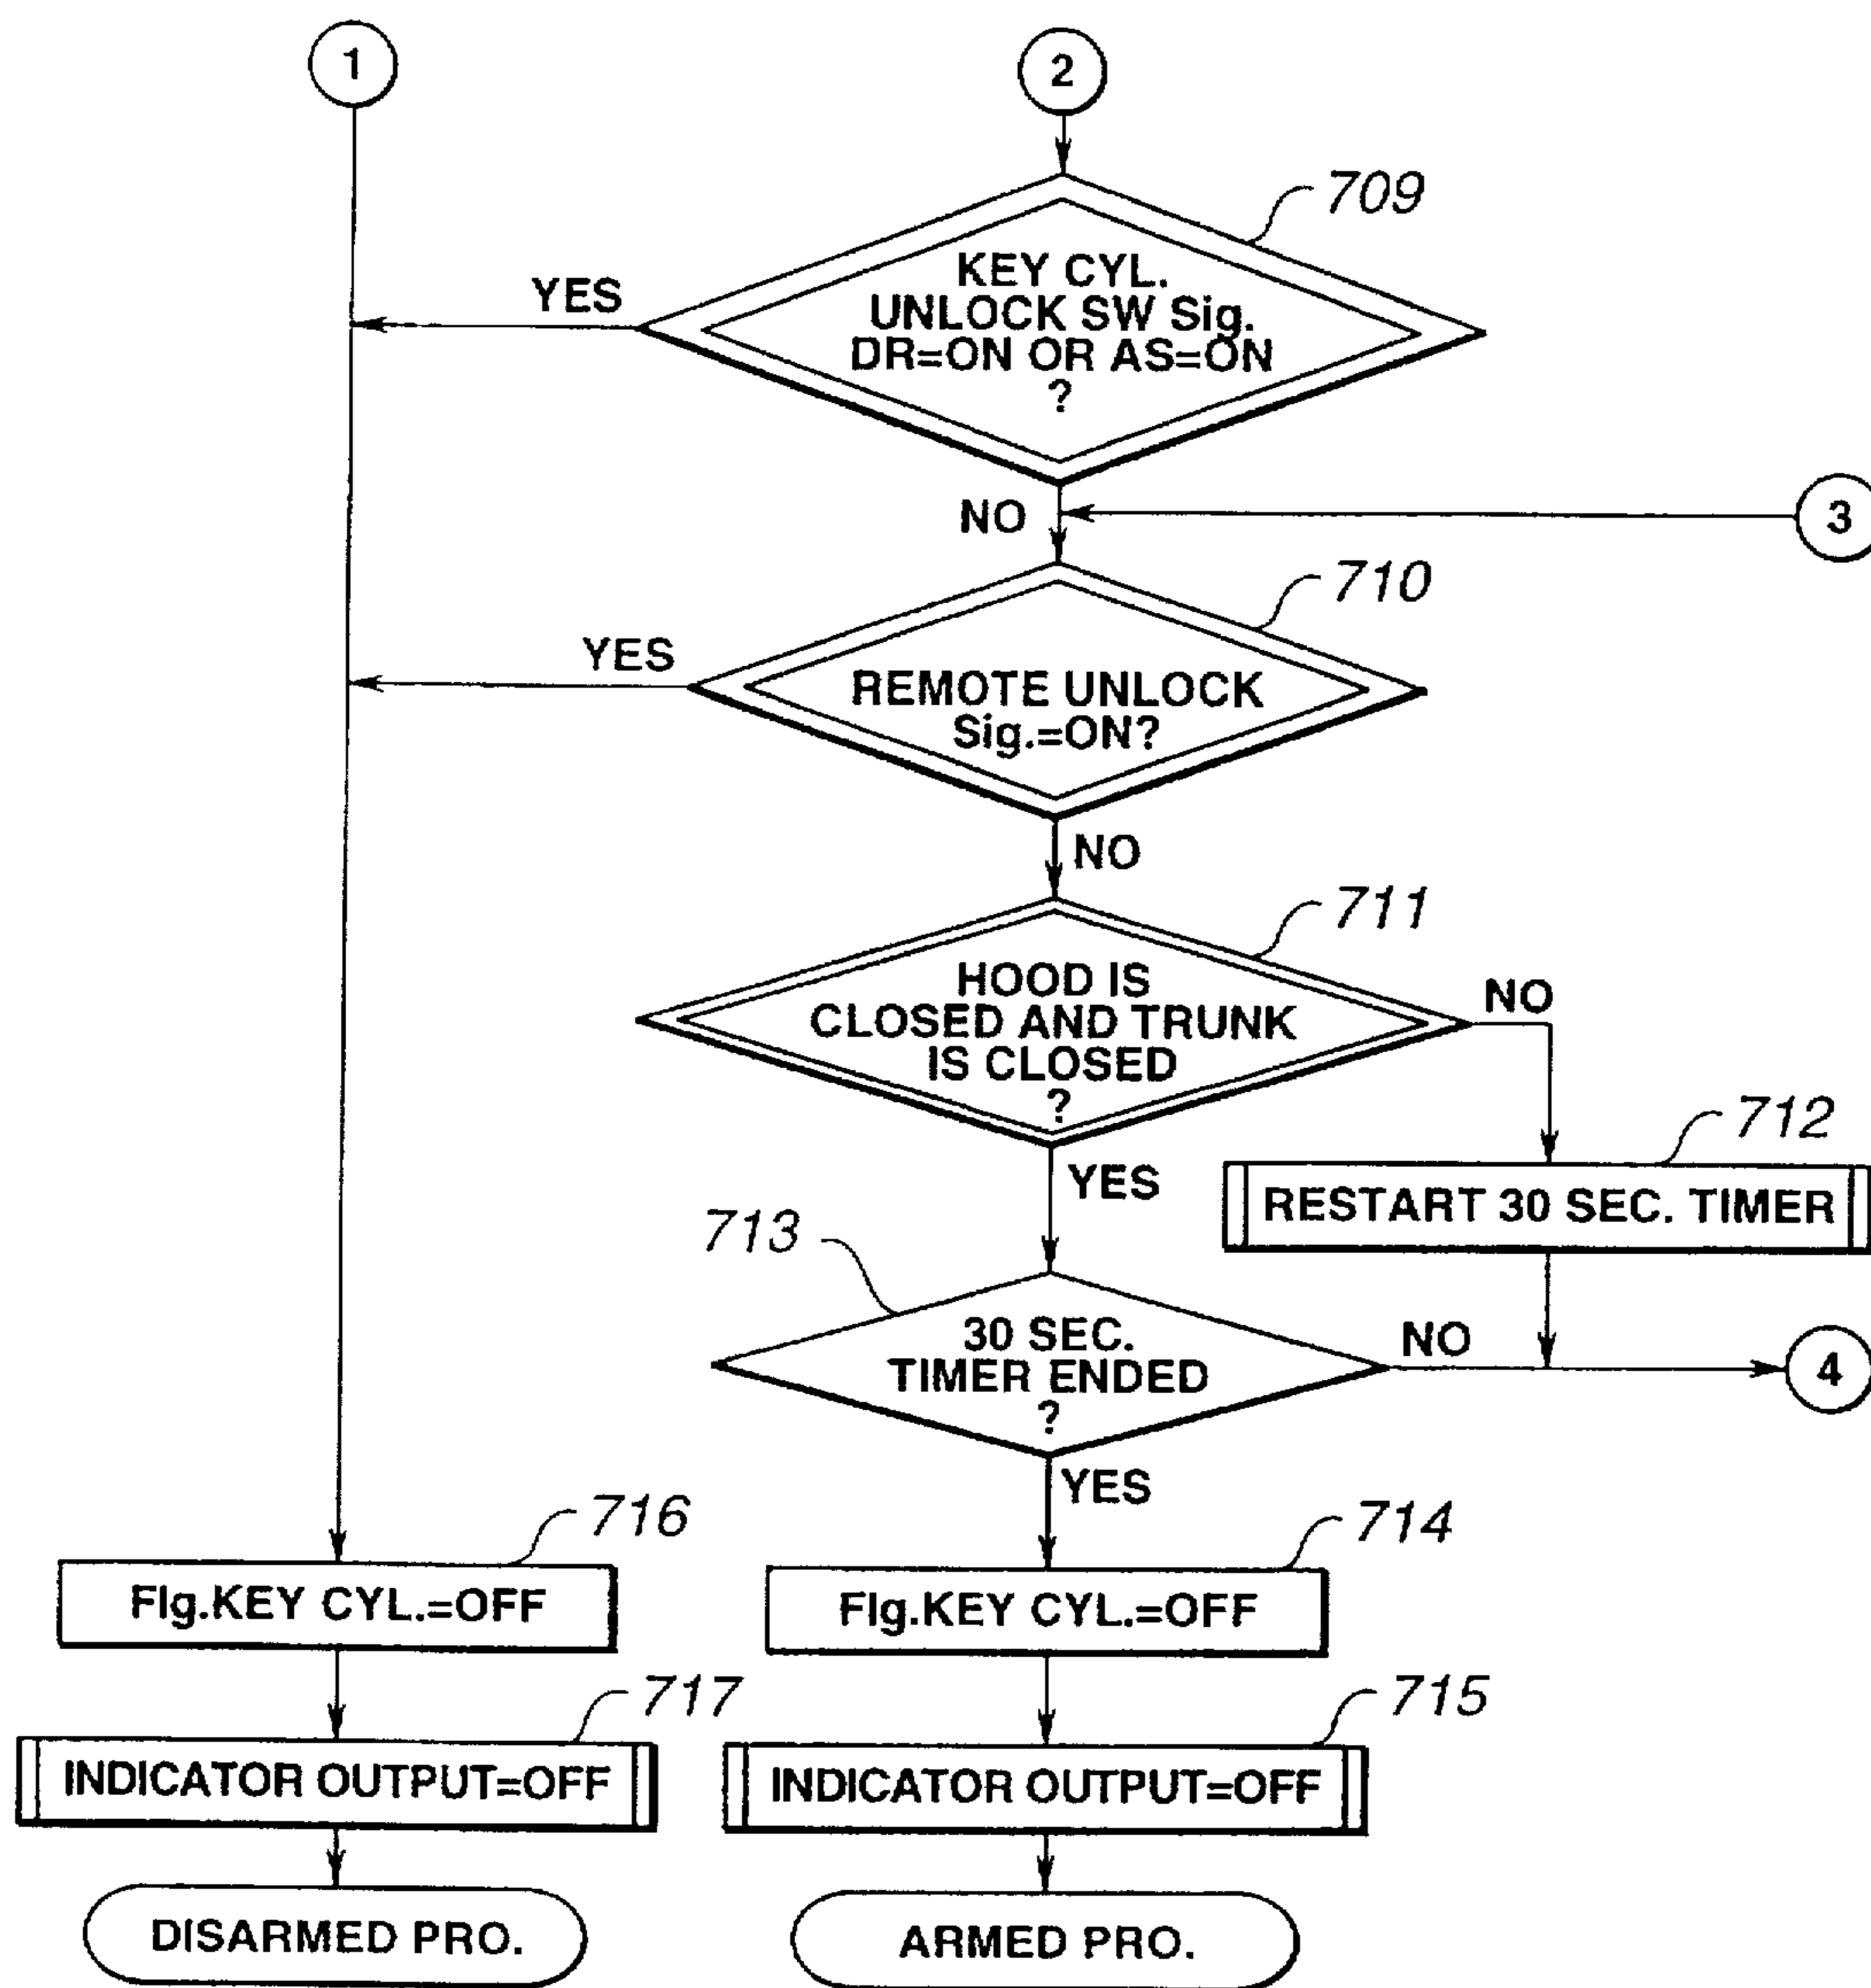 1
2
709
KEY CYL.
UNLOCK SW Sig.
DR=ON OR AS=ON
?
YES
NO
3
710
REMOTE UNLOCK
Sig.=ON?
YES
NO
711
HOOD IS
CLOSED AND TRUNK
IS CLOSED
?
NO
YES
712
RESTART 30 SEC. TIMER
713
30 SEC.
TIMER ENDED
?
NO
4
YES
716
Flg.KEY CYL.=OFF
714
Flg.KEY CYL.=OFF
717
INDICATOR OUTPUT=OFF
715
INDICATOR OUTPUT=OFF
DISARMED PRO.
ARMED PRO.